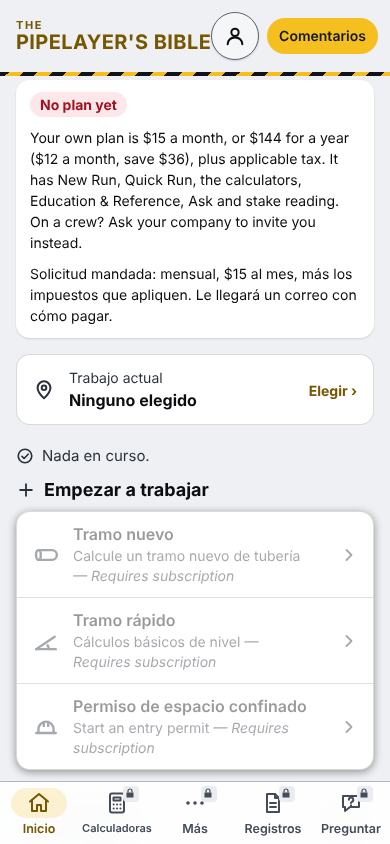 THE
PIPELAYER'S BIBLE
Comentarios
No plan yet
Your own plan is $15 a month, or $144 for a year
($12 a month, save $36), plus applicable tax. It
has New Run, Quick Run, the calculators,
Education & Reference, Ask and stake reading.
On a crew? Ask your company to invite you
instead.
Solicitud mandada: mensual, $15 al mes, más los
impuestos que apliquen. Le llegará un correo con
cómo pagar.
Trabajo actual
Ninguno elegido
Elegir ›
Nada en curso.
Empezar a trabajar
Tramo nuevo
Calcule un tramo nuevo de tubería
— Requires subscription
Tramo rápido
Cálculos básicos de nivel —
Requires subscription
Permiso de espacio confinado
Start an entry permit — Requires
subscription
Inicio
Calculadoras
Más
Registros
Preguntar